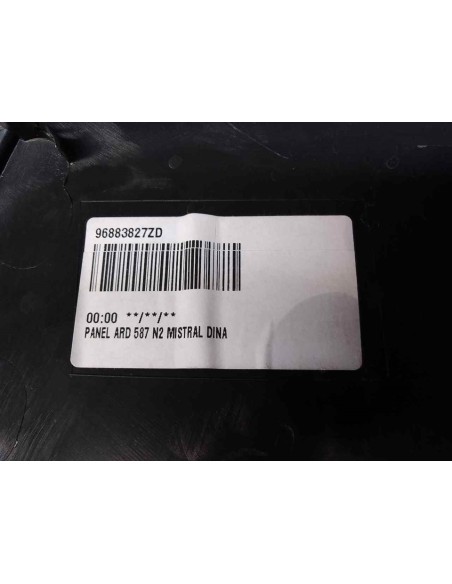 96883827ZD
00:00 **/**/**
PANEL ARD 587 N2 MISTRAL DINA